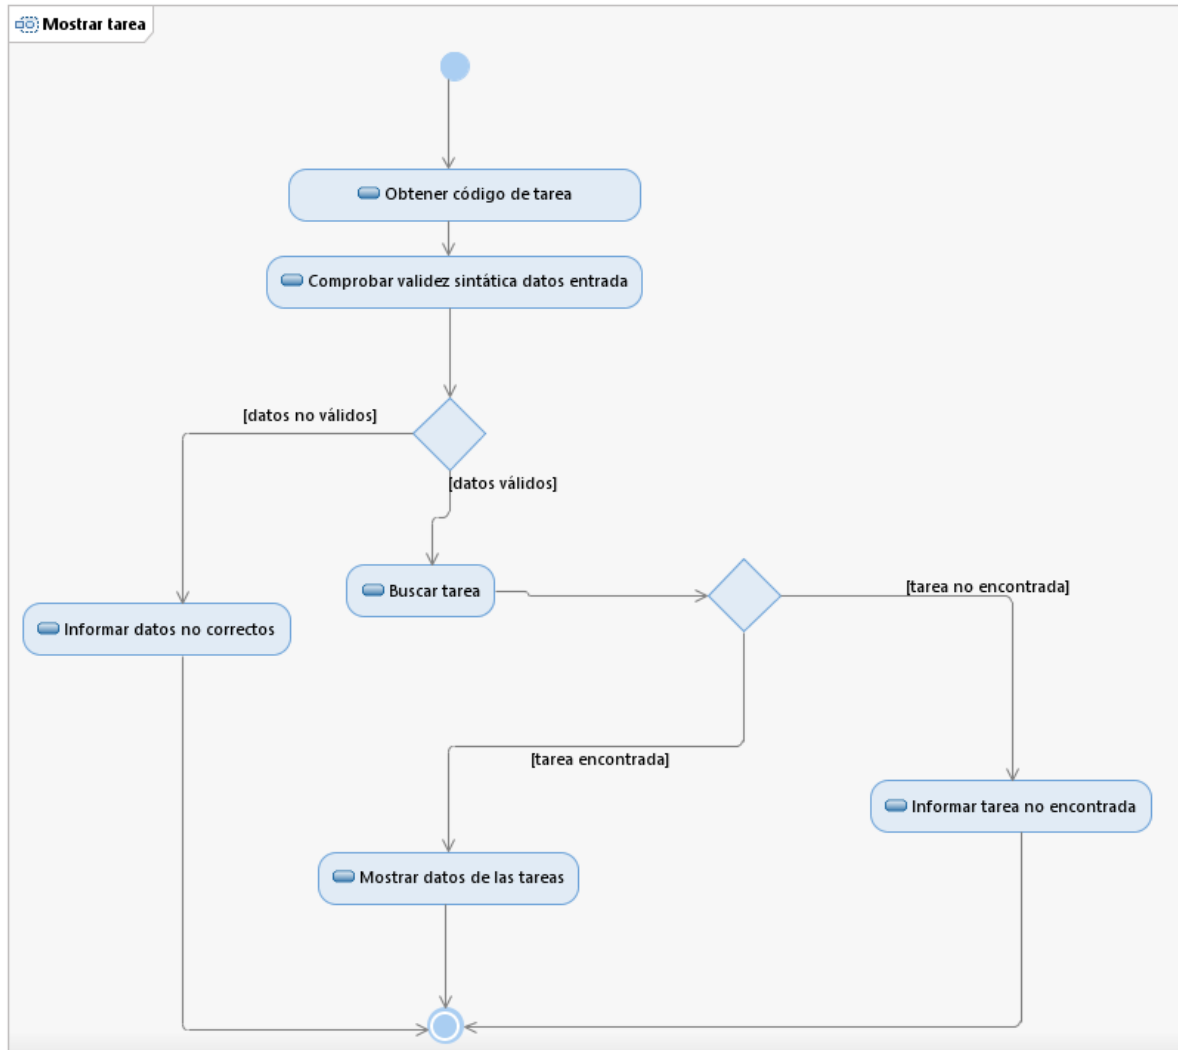 Mostrar tarea
Obtener código de tarea
Comprobar validez sintática datos entrada
[datos no válidos]
[datos válidos]
Buscar tarea
[tarea no encontrada]
Informar datos no correctos
[tarea encontrada]
Informar tarea no encontrada
Mostrar datos de las tareas